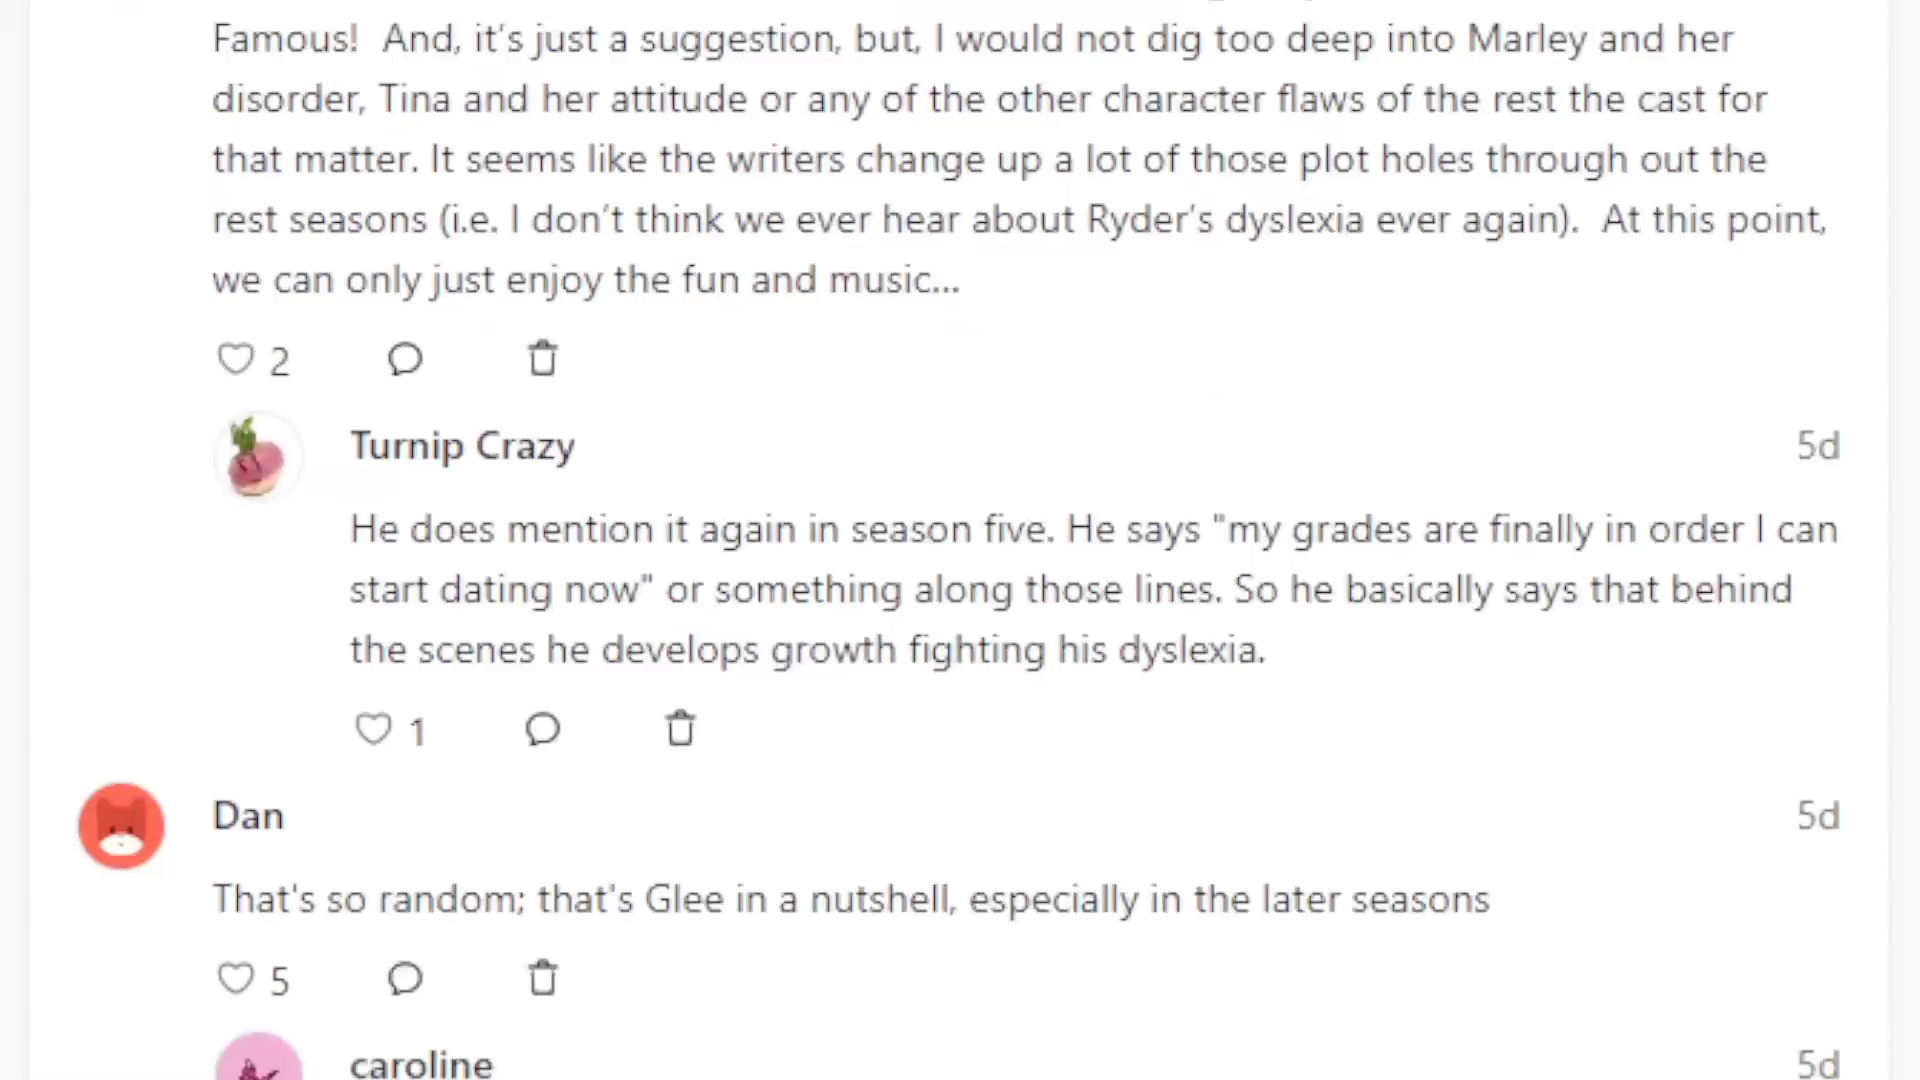 Famous!  And, it’s just a suggestion, but, I would not dig too deep into Marley and her
disorder, Tina and her attitude or any of the other character flaws of the rest the cast for
that matter. It seems like the writers change up a lot of those plot holes through out the
rest seasons (i.e. I don’t think we ever hear about Ryder’s dyslexia ever again).  At this point,
we can only just enjoy the fun and music...
2
Turnip Crazy 5d
He does mention it again in season five. He says "my grades are finally in order I can
start dating now" or something along those lines. So he basically says that behind
the scenes he develops growth fighting his dyslexia.
1
Dan 5d
That's so random; that's Glee in a nutshell, especially in the later seasons
5
caroline 5d